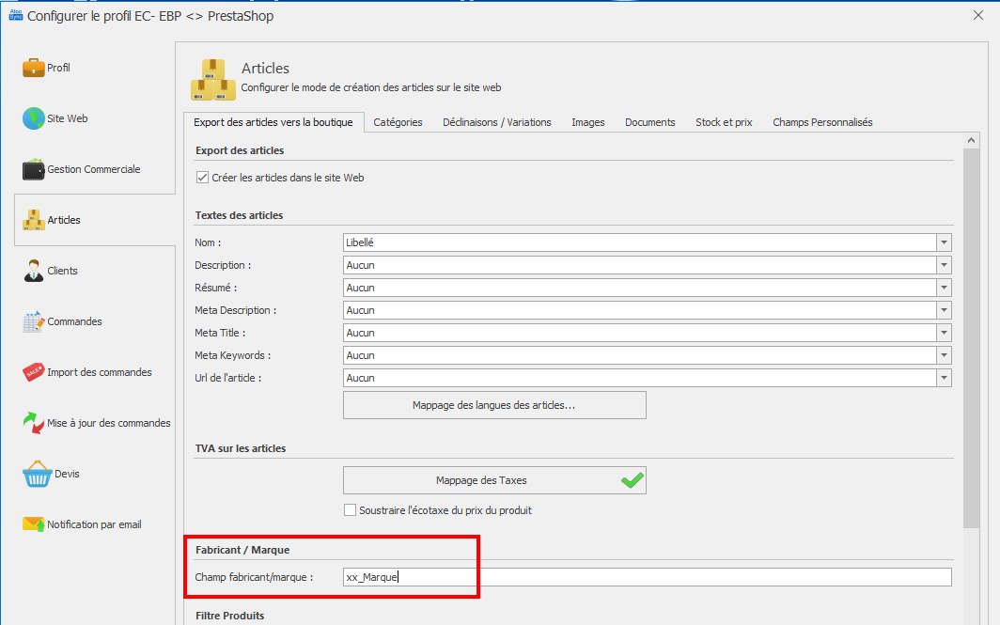 Configurer le profil EC- EBP <> PrestaShop
Profil
Site Web
Gestion Commerciale
Articles
Clients
Commandes
Import des commandes
Mise à jour des commandes
Devis
Notification par email
Articles
Configurer le mode de création des articles sur le site web
Export des articles vers la boutique Catégories Déclinaisons / Variations Images Documents Stock et prix Champs Personnalisés
Export des articles
Créer les articles dans le site Web
Textes des articles
Nom : Libellé
Description : Aucun
Résumé : Aucun
Meta Description : Aucun
Meta Title : Aucun
Meta Keywords : Aucun
Url de l'article : Aucun
Mappage des langues des articles...
TVA sur les articles
Mappage des Taxes
Soustraire l'écotaxe du prix du produit
Fabricant / Marque
Champ fabricant/marque : xx_Marque
Filtre Produits